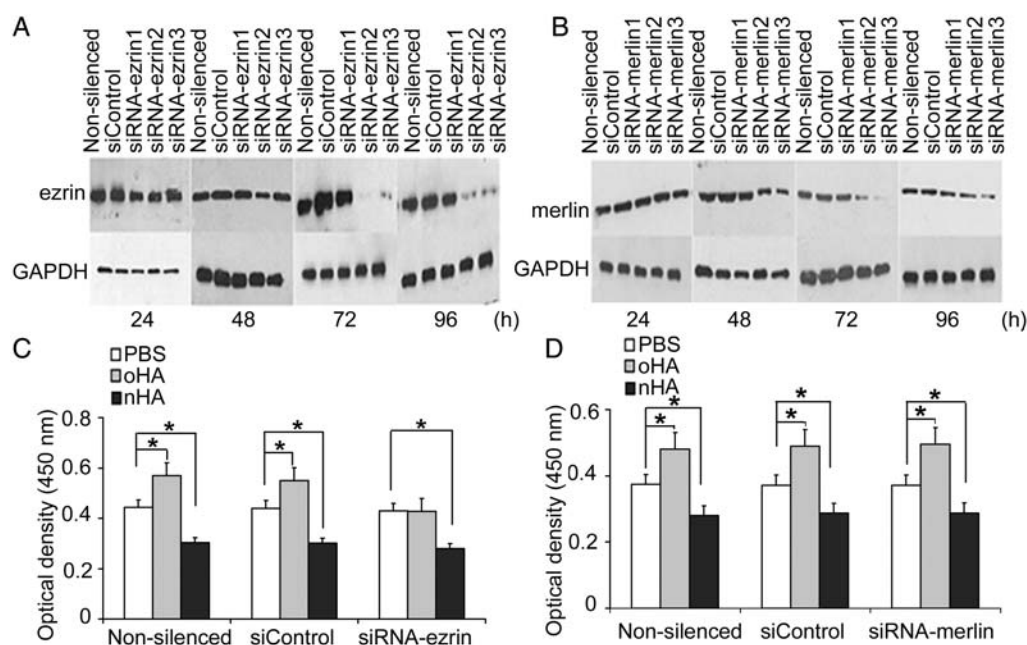 A
Non-silenced
siControl
siRNA-ezrin1
siRNA-ezrin2
siRNA-ezrin3
Non-silenced
siControl
siRNA-ezrin1
siRNA-ezrin2
siRNA-ezrin3
Non-silenced
siControl
siRNA-ezrin1
siRNA-ezrin2
siRNA-ezrin3
Non-silenced
siControl
siRNA-ezrin1
siRNA-ezrin2
siRNA-ezrin3
ezrin
GAPDH
24 48 72 96 (h)
B
Non-silenced
siControl
siRNA-merlin1
siRNA-merlin2
siRNA-merlin3
Non-silenced
siControl
siRNA-merlin1
siRNA-merlin2
siRNA-merlin3
Non-silenced
siControl
siRNA-merlin1
siRNA-merlin2
siRNA-merlin3
Non-silenced
siControl
siRNA-merlin1
siRNA-merlin2
siRNA-merlin3
merlin
GAPDH
24 48 72 96 (h)
C
PBS
oHA
nHA
Optical density (450 nm)
0.8
0.6
0.4
0.2
0
* * * * *
Non-silenced siControl siRNA-ezrin
D
PBS
oHA
nHA
Optical density (450 nm)
0.6
0.4
0.2
0
* * * * * *
Non-silenced siControl siRNA-merlin